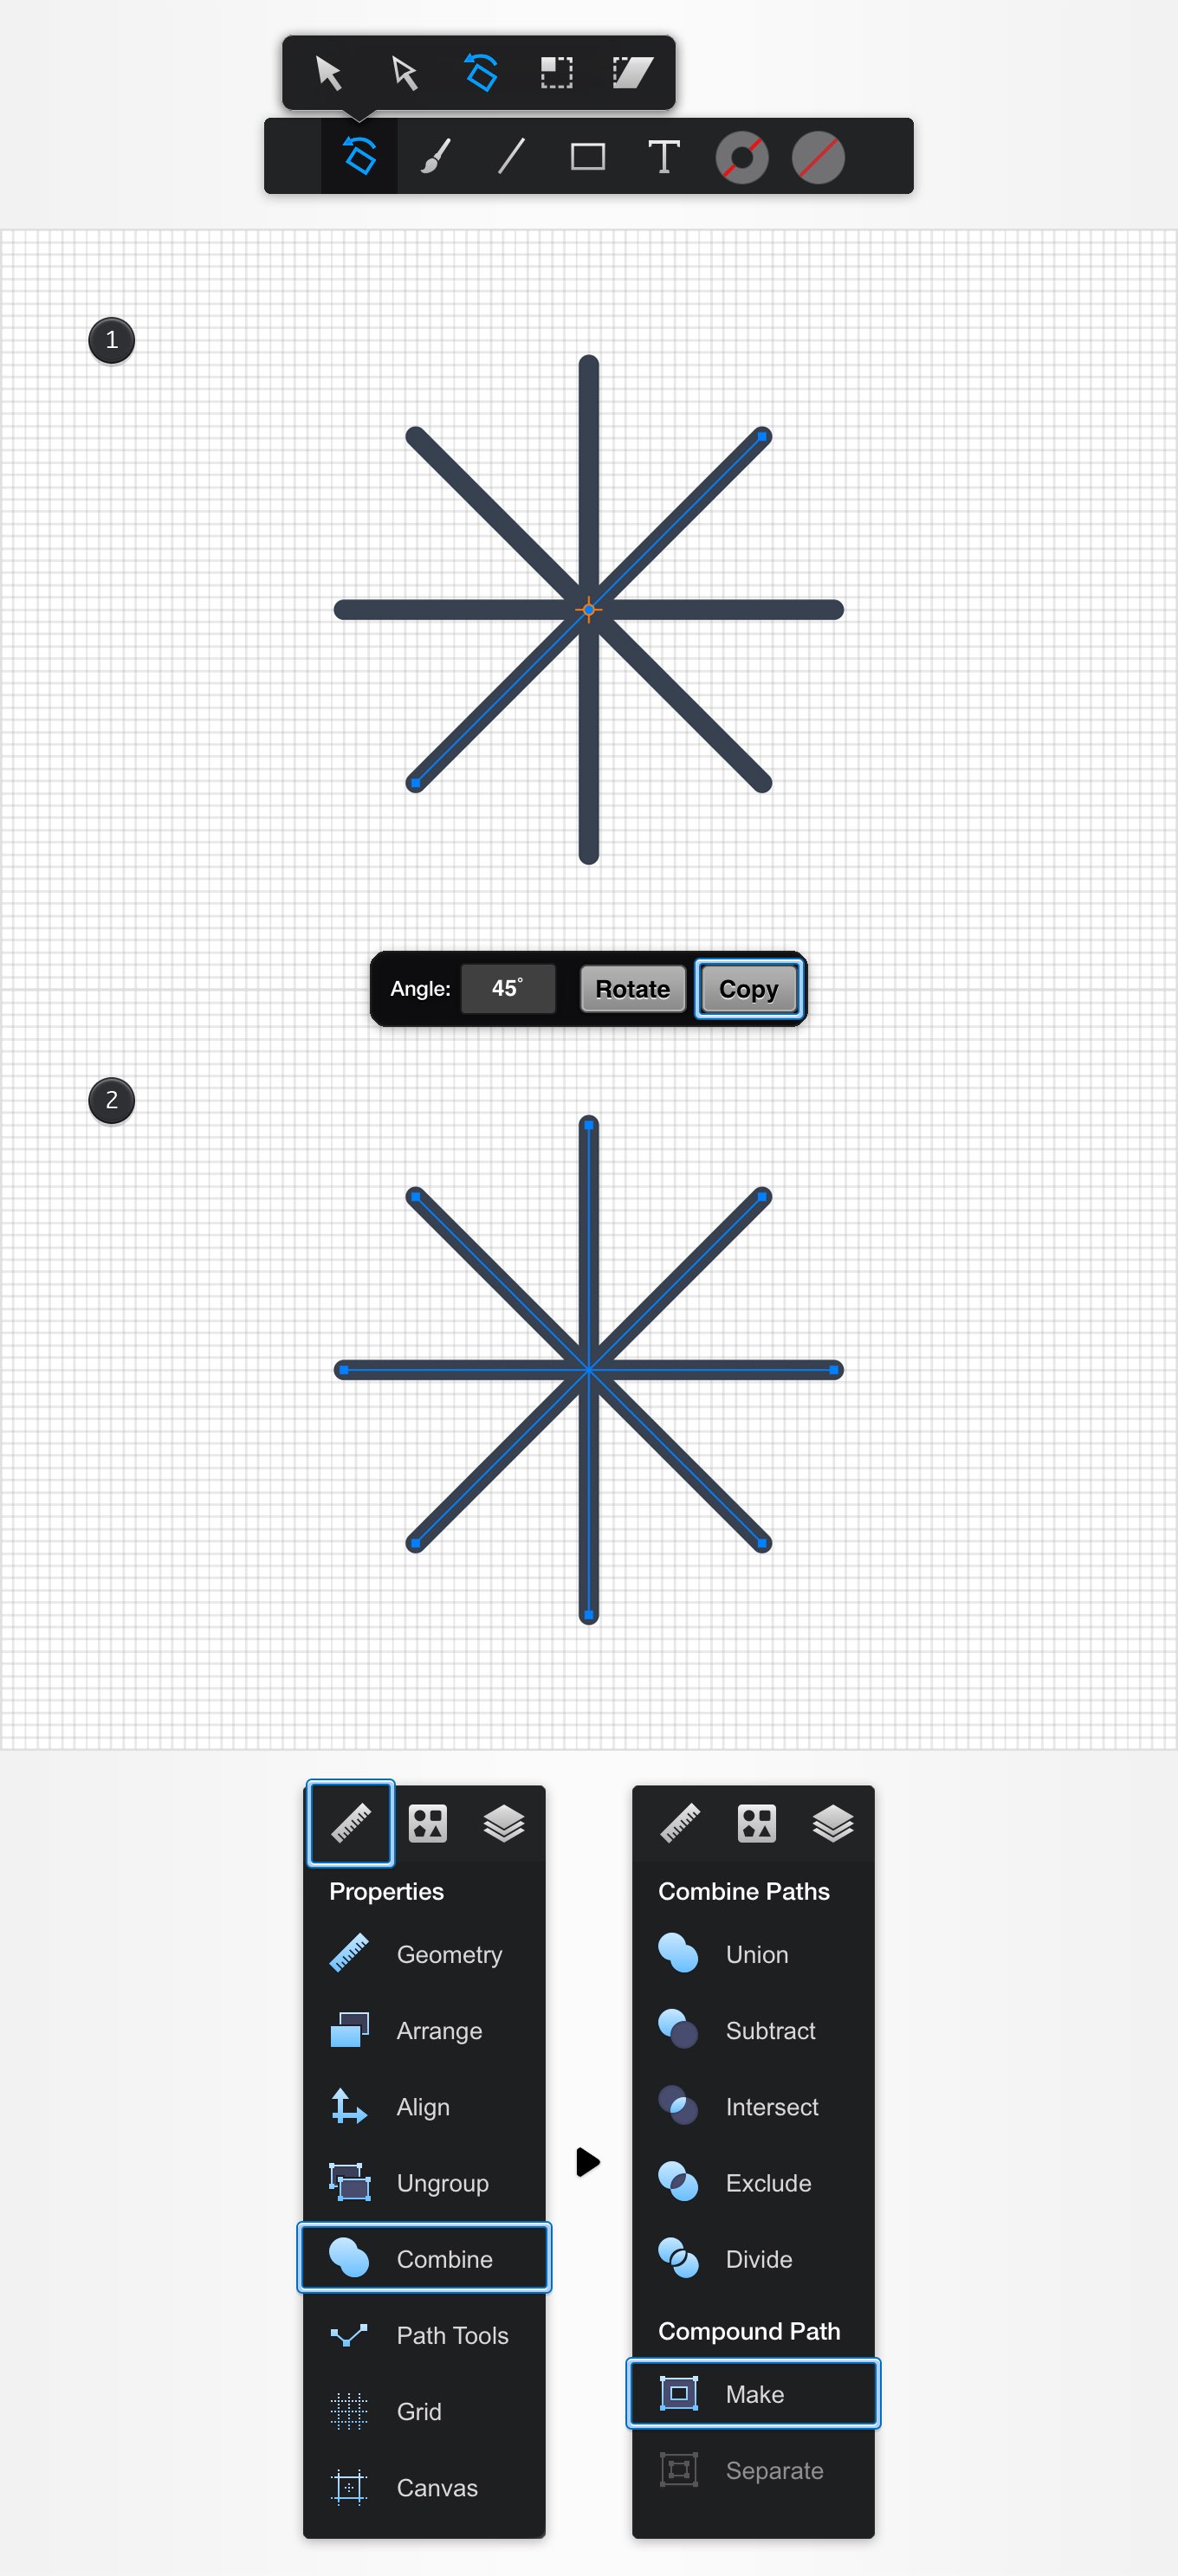 T
1
Angle: 45° Rotate Copy
2
Properties
Geometry
Arrange
Align
Ungroup
Combine
Path Tools
Grid
Canvas
Combine Paths
Union
Subtract
Intersect
Exclude
Divide
Compound Path
Make
Separate